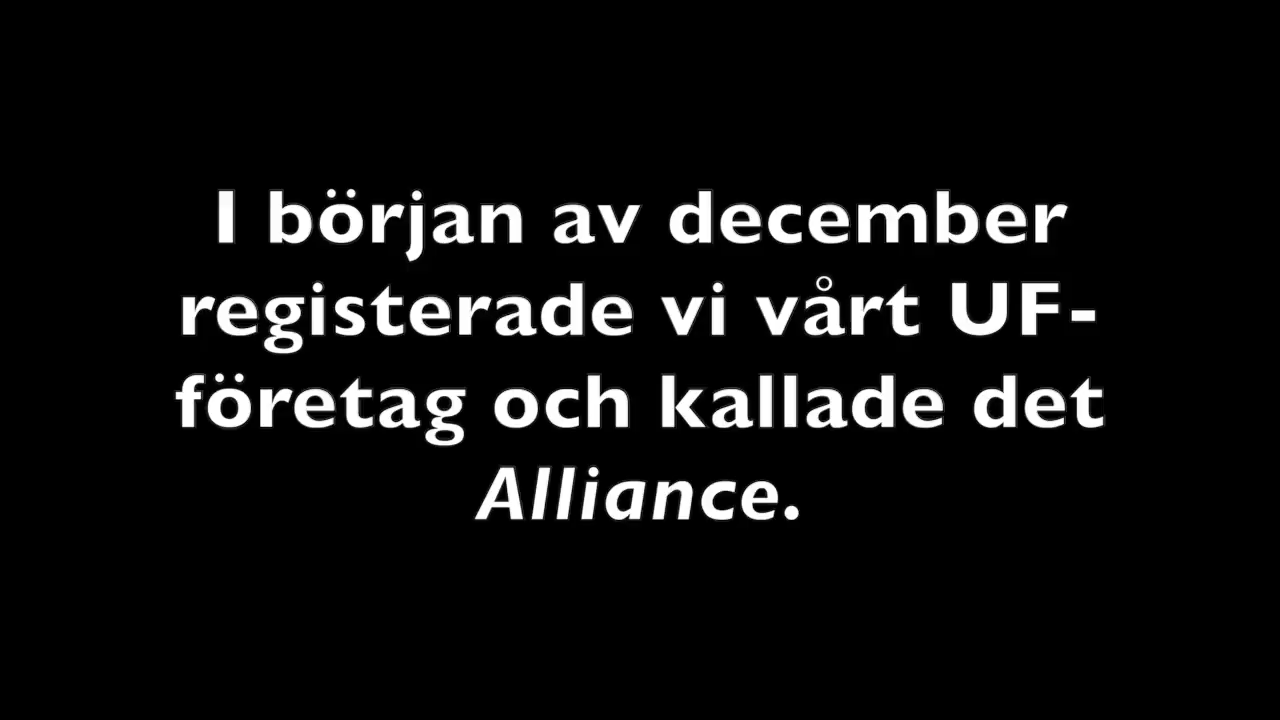 I början av december
registerade vi vårt UF-
företag och kallade det
Alliance.